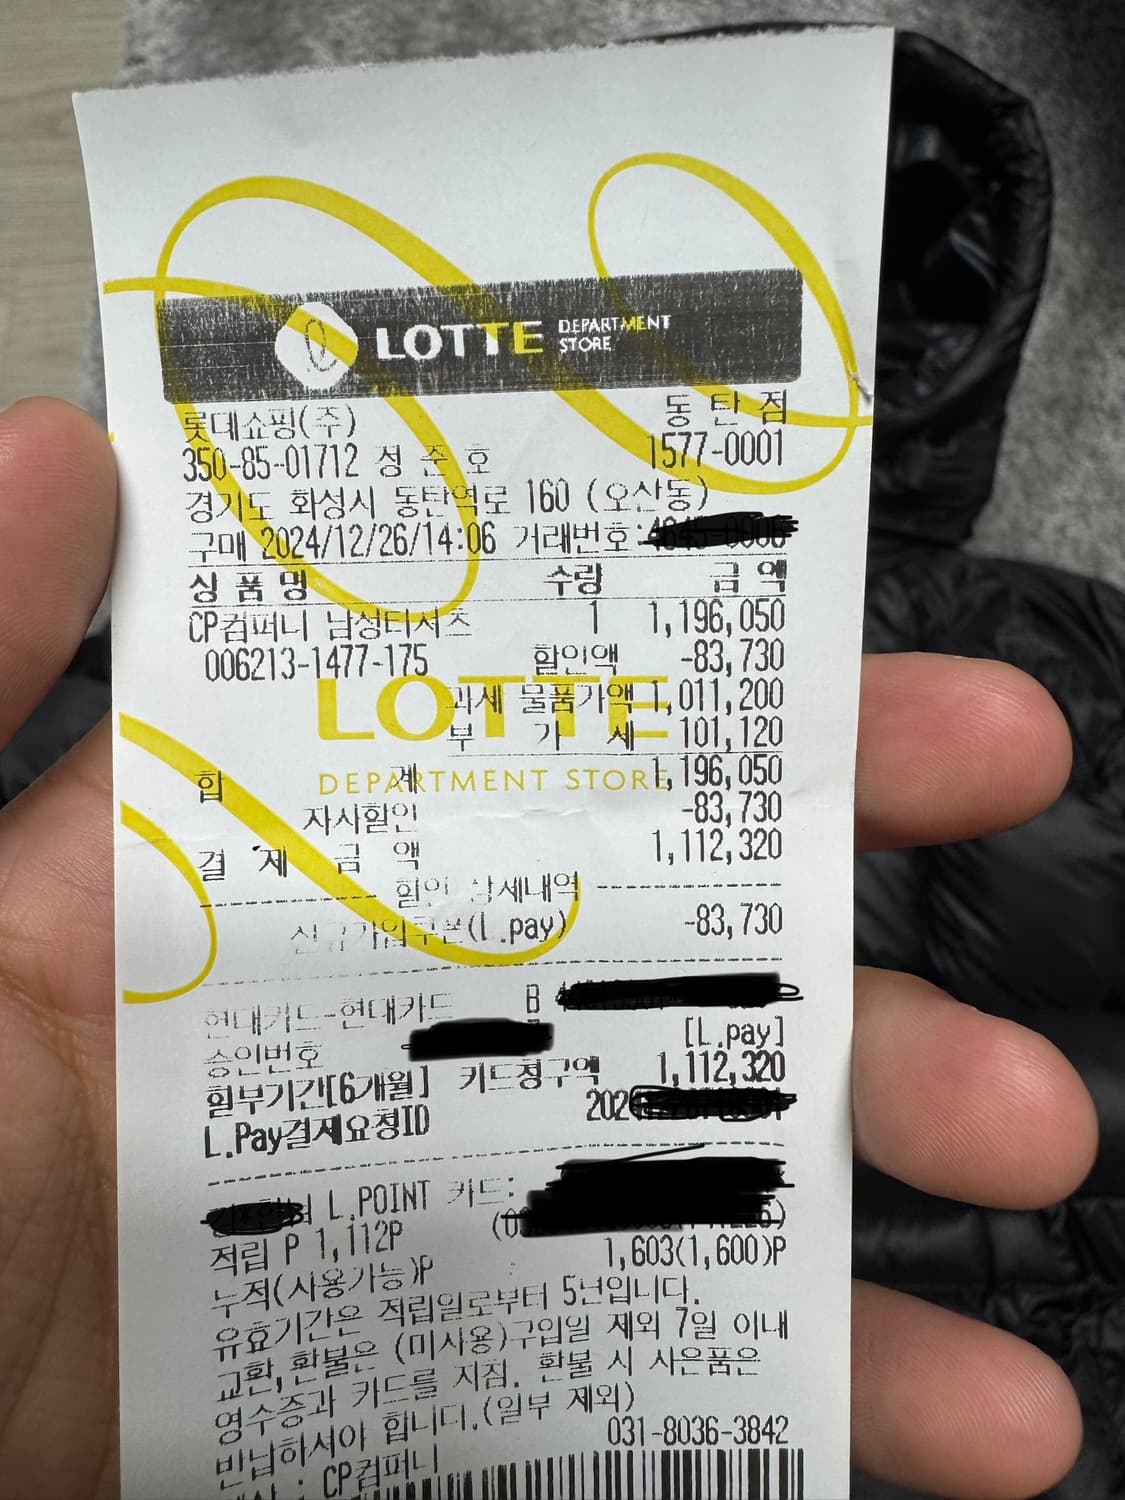 LOTTE DEPARTMENT STORE
롯데쇼핑(주) 동 탄 점
350-85-01712 정 준 호 1577-0001
경기도 화성시 동탄역로 160 (오산동)
구매 2024/12/26/14:06 거래번호:
상 품 명 수량 금 액
CP컴퍼니 남성티셔츠 1 1,196,050
006213-1477-175 할인액 -83,730
과세 물품가액 1,011,200
부 가 세 101,120
합 계 1,196,050
자사할인 -83,730
결 제 금 액 1,112,320
LOTTE
DEPARTMENT STORE
할인 상세내역
신규가입쿠폰(L.pay) -83,730
현대카드-현대카드 B
승인번호 [L.pay]
할부기간[6개월] 카드청구액 1,112,320
L.Pay결제요청ID 202
L.POINT 카드:
적립 P 1,112P (0
누적(사용가능)P 1,603(1,600)P
유효기간은 적립일로부터 5년입니다.
교환,환불은 (미사용)구입일 제외 7일 이내
영수증과 카드를 지참. 환불 시 사은품은
반납하셔야 합니다.(일부 제외)
: CP컴퍼니 031-8036-3842